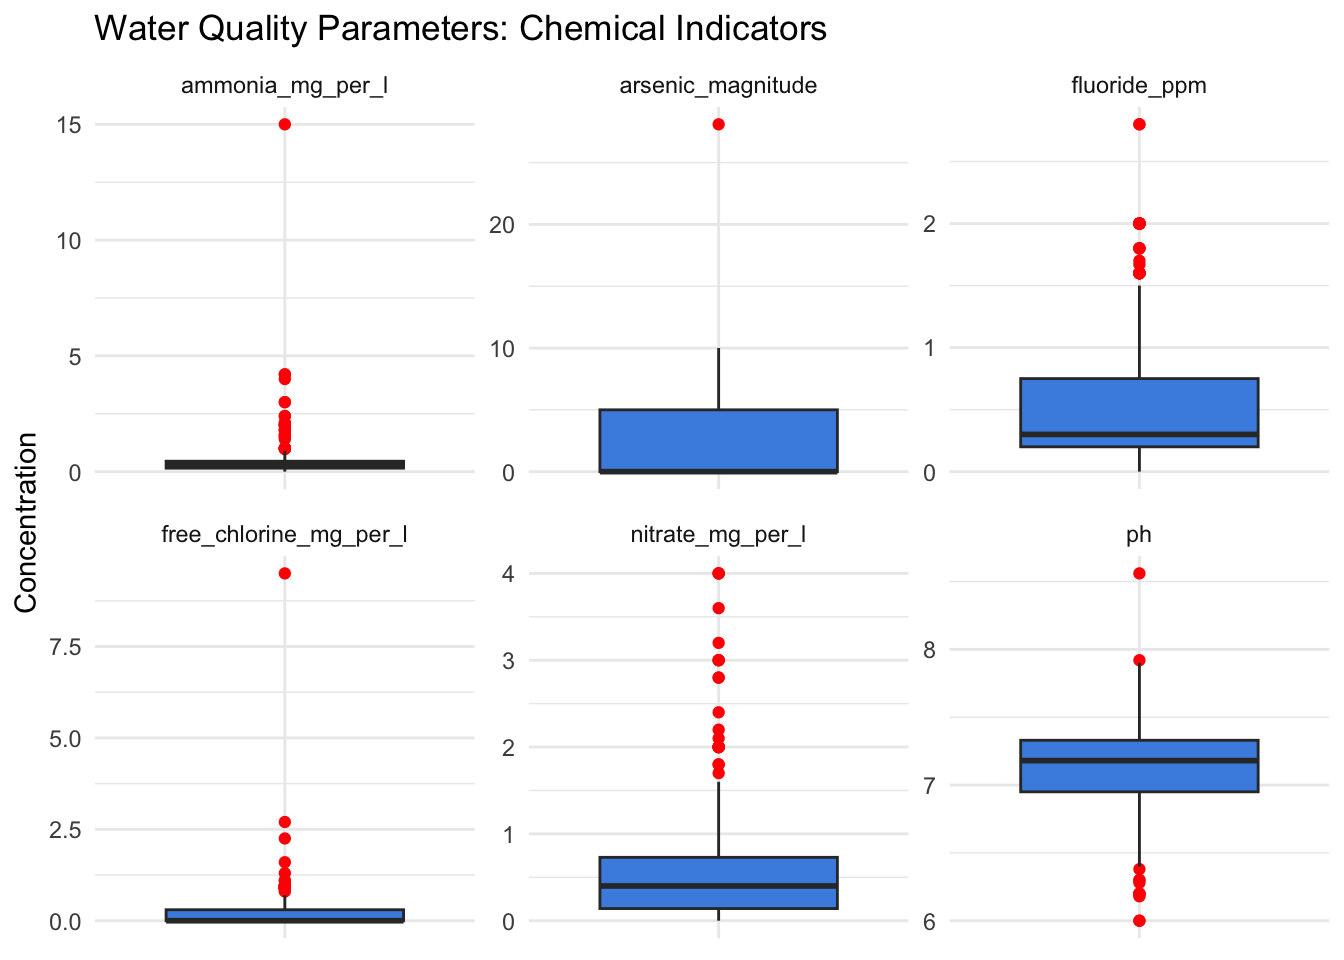 Water Quality Parameters: Chemical Indicators
ammonia_mg_per_l
arsenic_magnitude
fluoride_ppm
15
10
5
0
20
10
0
2
1
0
Concentration
free_chlorine_mg_per_l
nitrate_mg_per_l
ph
7.5
5.0
2.5
0.0
4
3
2
1
0
8
7
6